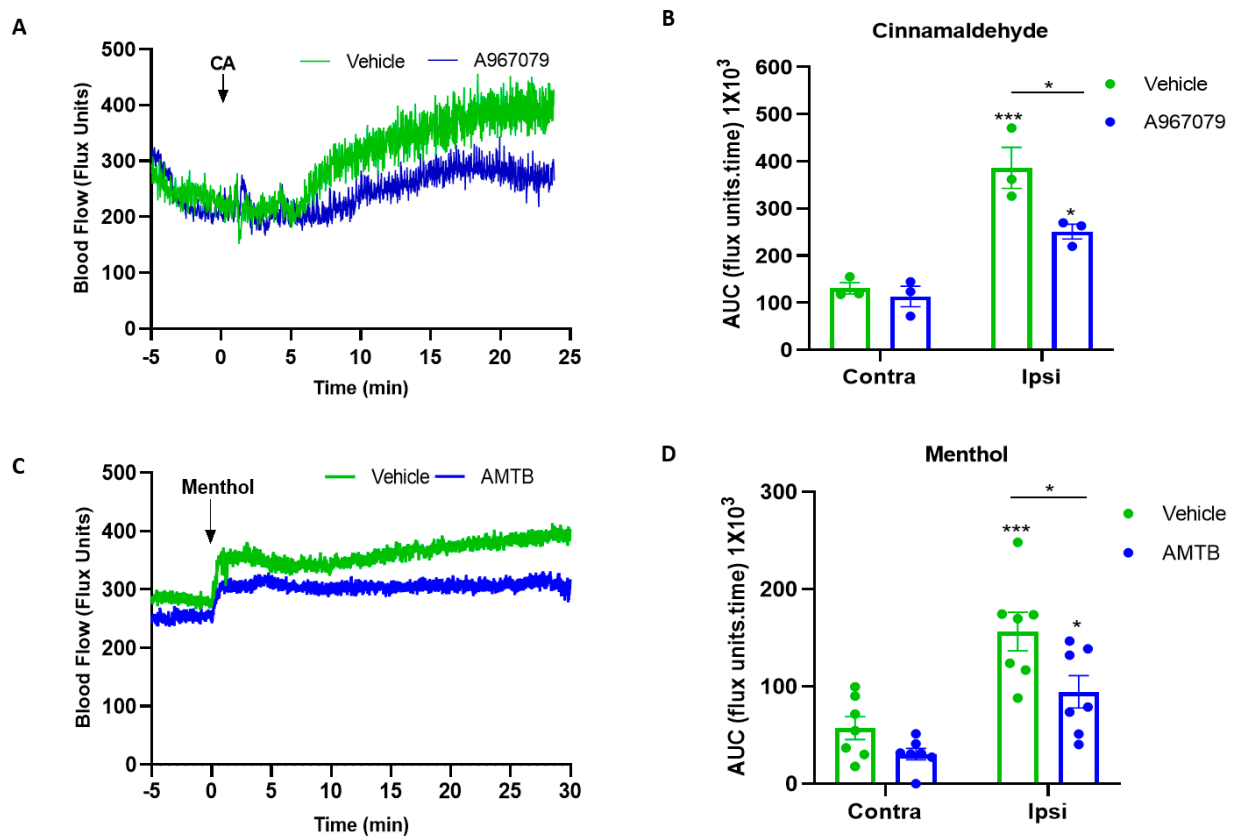 A
CA
Vehicle
A967079
Blood Flow (Flux Units)
500
400
300
200
100
0
-5
0
5
10
15
20
25
Time (min)
B
Cinnamaldehyde
AUC (flux units.time) 1X10³
600
500
400
300
200
100
0
***
*
*
Vehicle
A967079
Contra
Ipsi
C
Menthol
Vehicle
AMTB
Blood Flow (Flux Units)
500
400
300
200
100
0
-5
0
5
10
15
20
25
30
Time (min)
D
Menthol
AUC (flux units.time) 1X10³
300
200
100
0
***
*
*
Vehicle
AMTB
Contra
Ipsi